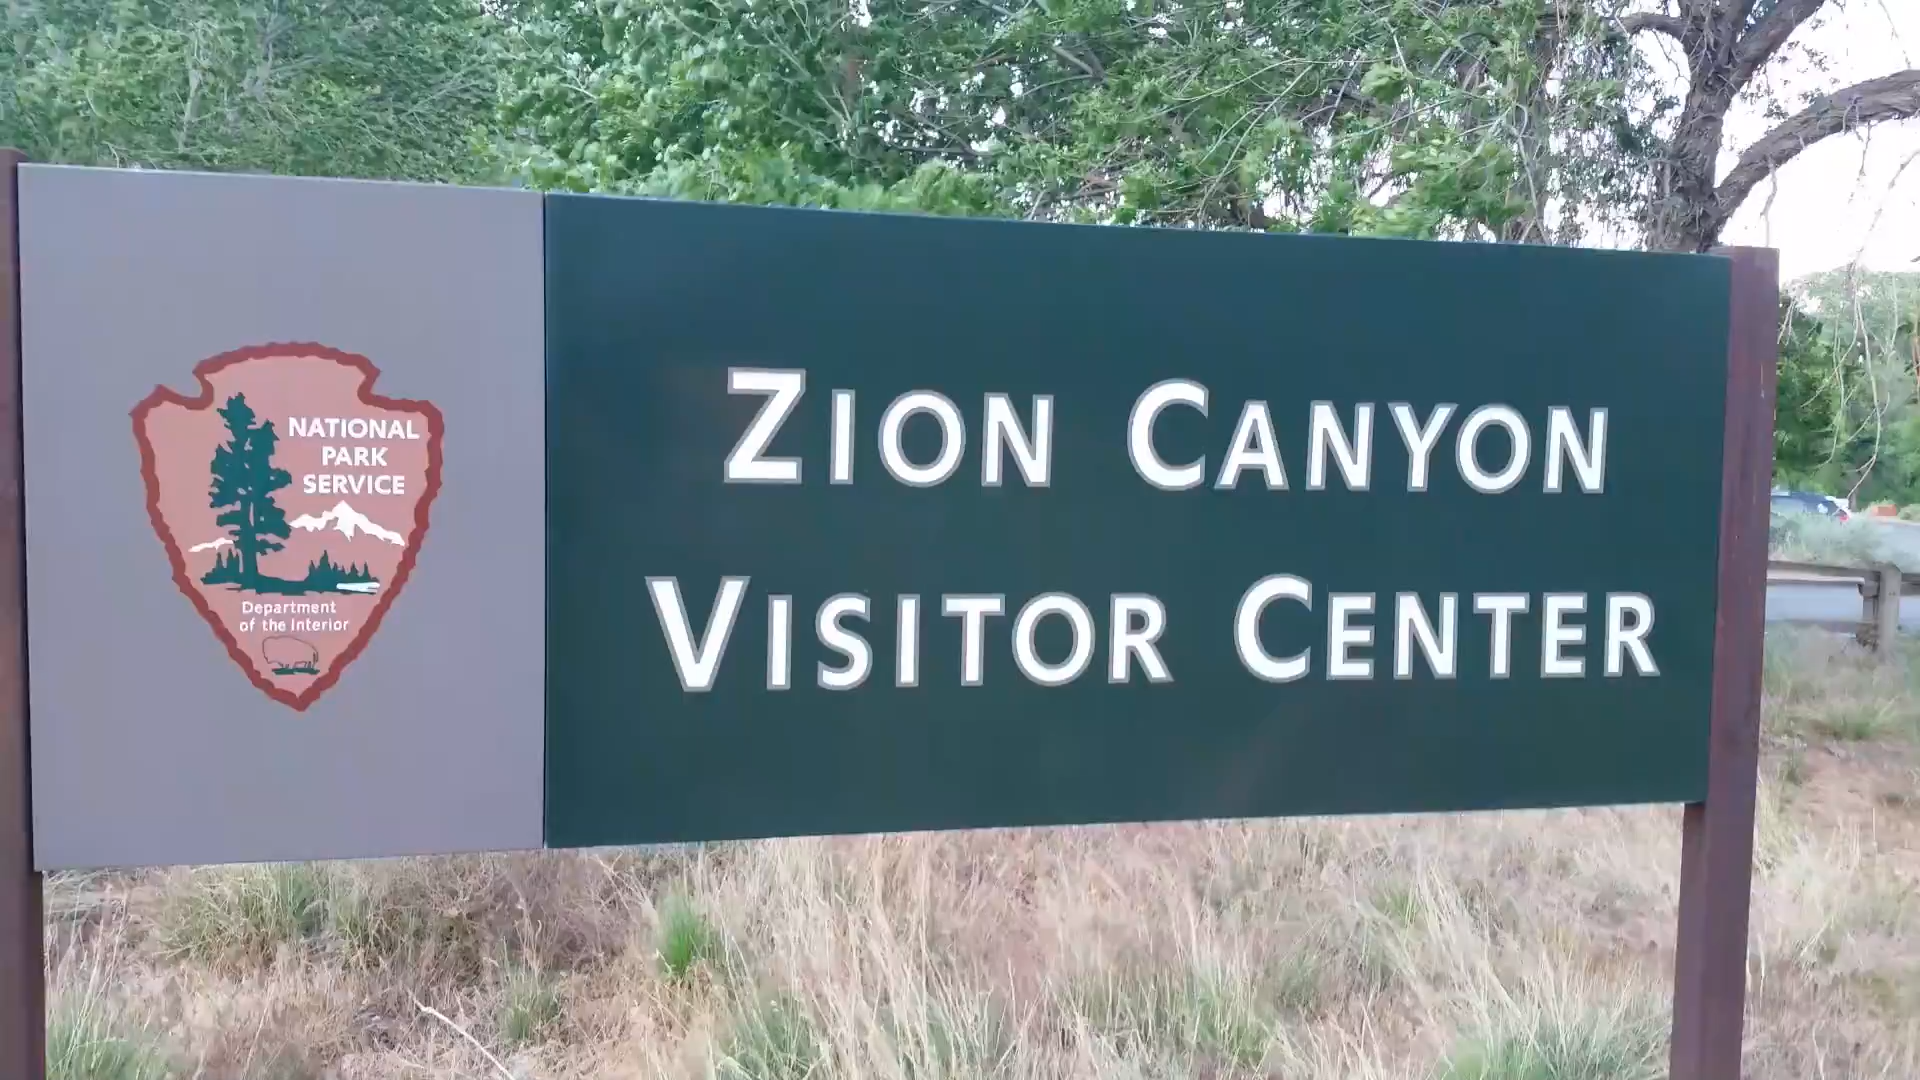 NATIONAL
PARK
SERVICE
Department
of the Interior
ZION CANYON
VISITOR CENTER